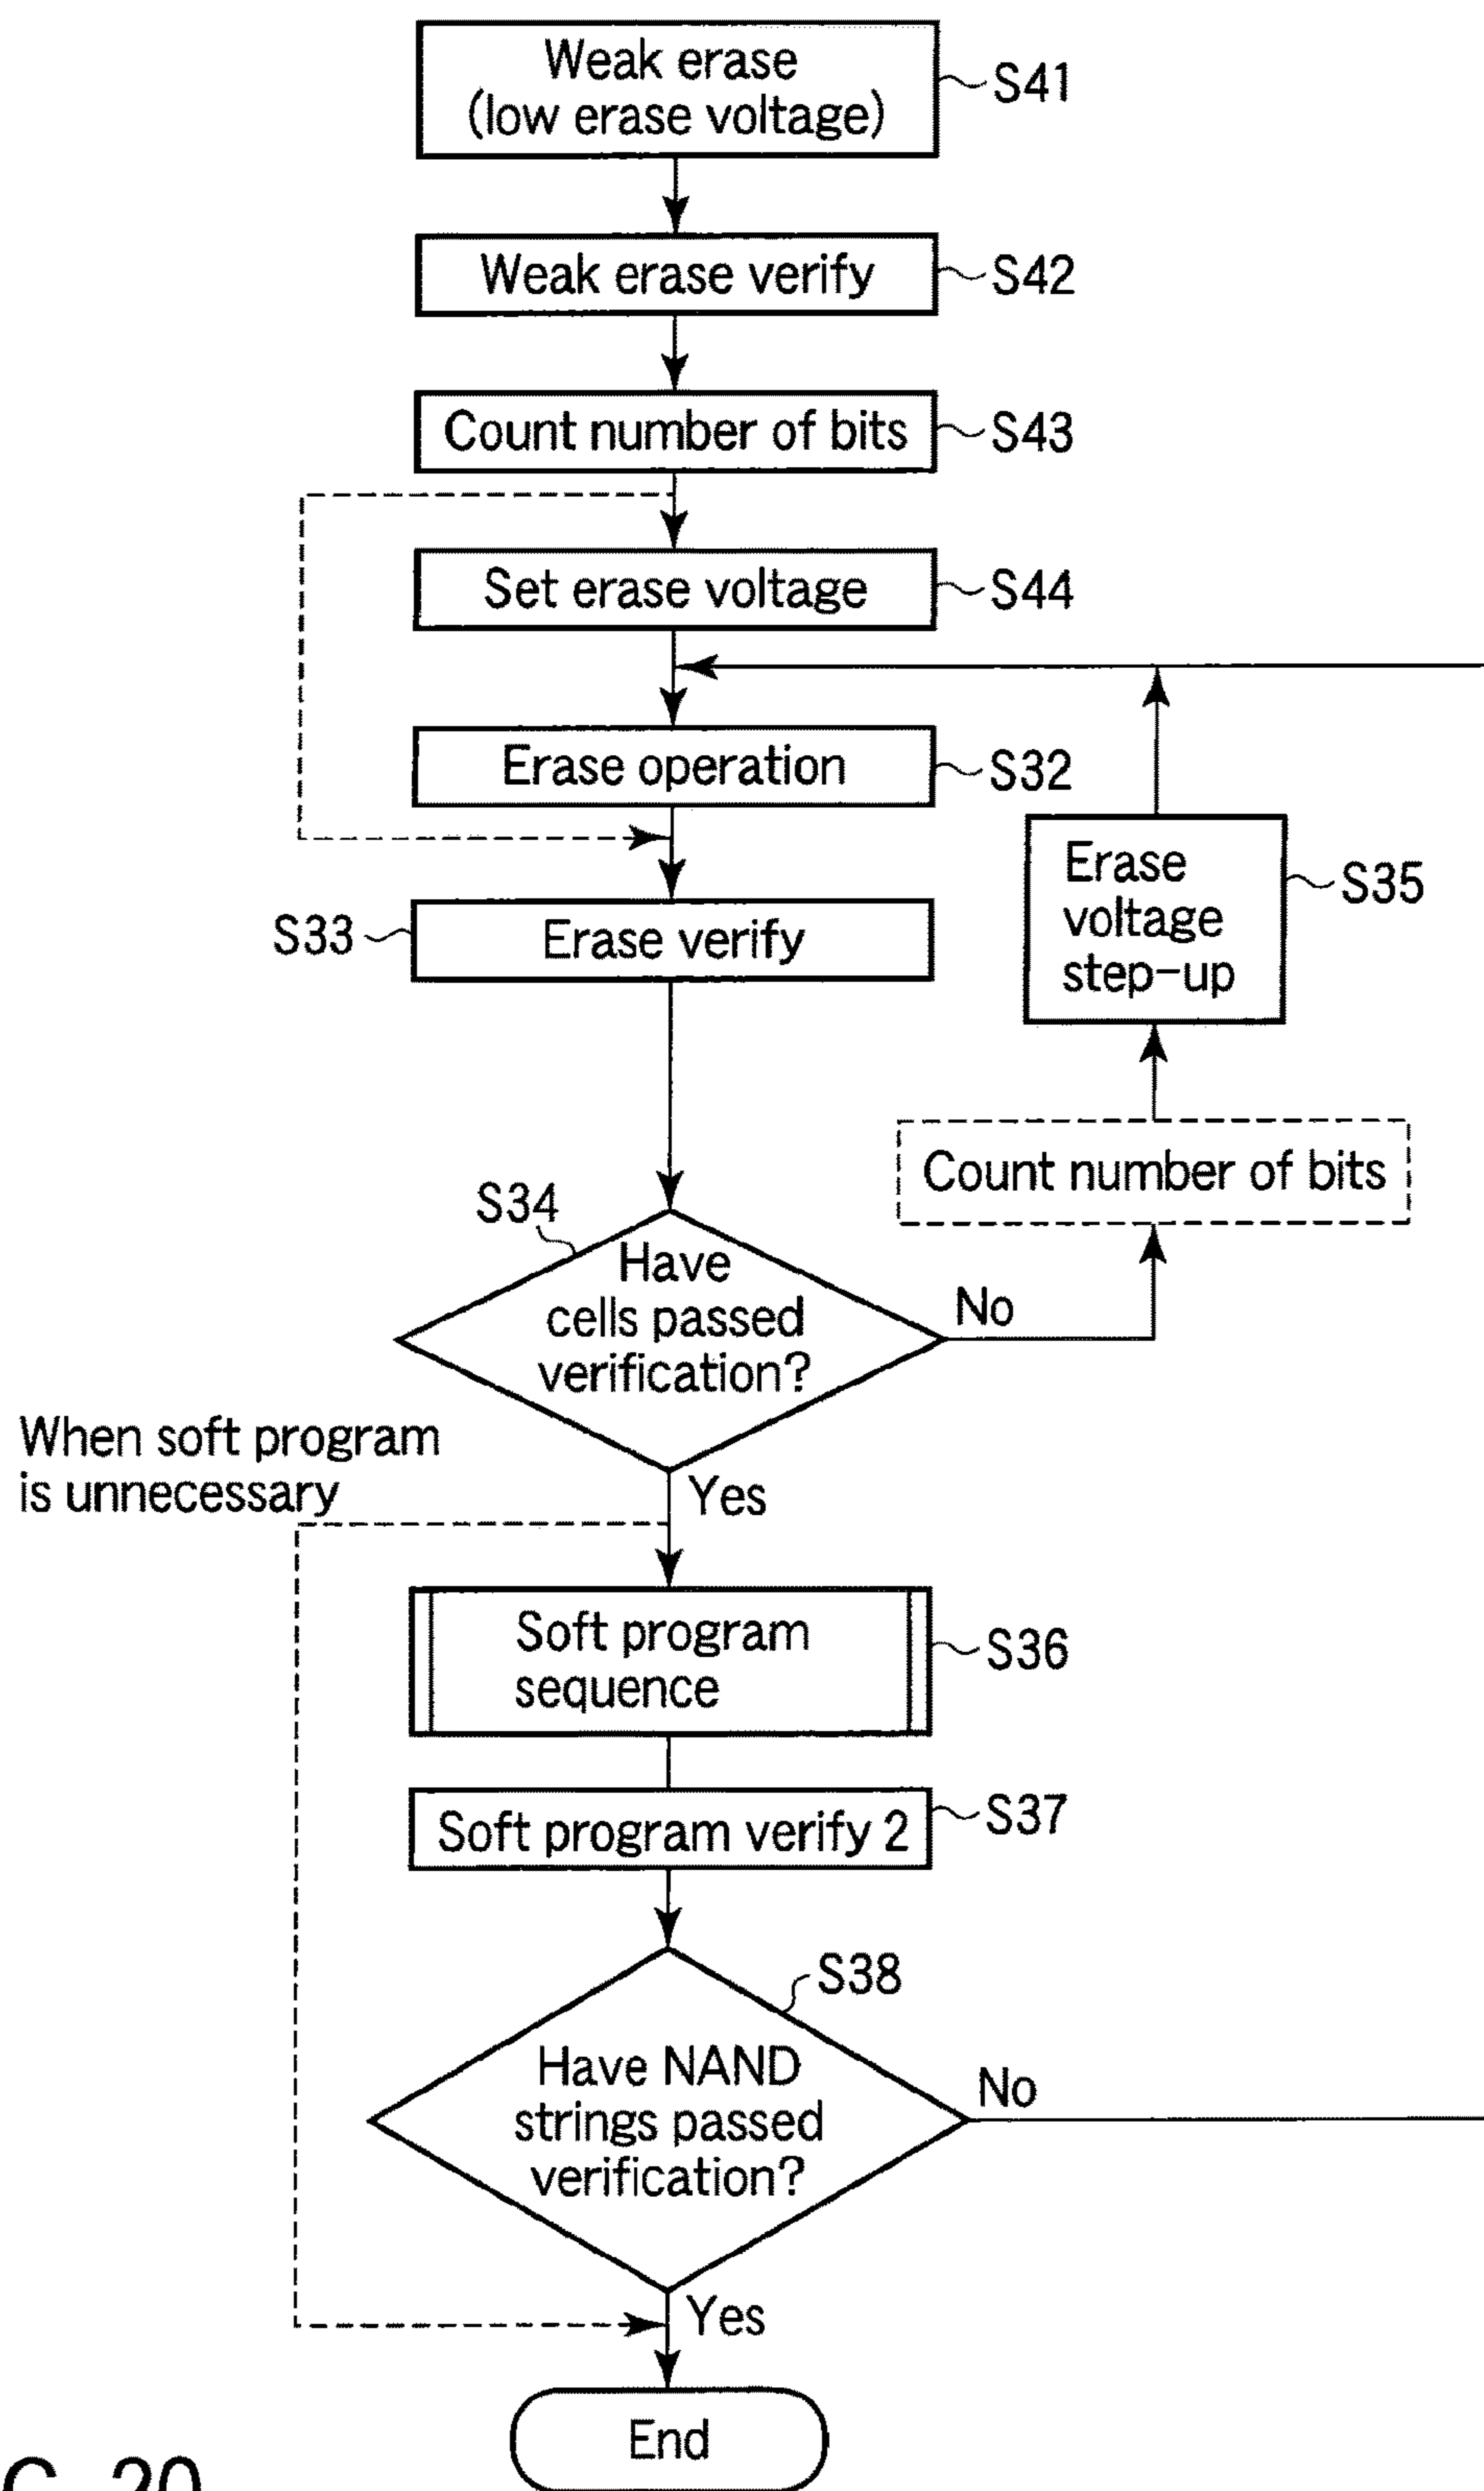 Weak erase
(low erase voltage)
S41
Weak erase verify
S42
Count number of bits
S43
Set erase voltage
S44
Erase operation
S32
Erase
voltage
step-up
S35
S33
Erase verify
Count number of bits
S34
Have
cells passed
verification?
No
When soft program
is unnecessary
Yes
Soft program
sequence
S36
Soft program verify 2
S37
S38
Have NAND
strings passed
verification?
No
Yes
End
G. 20